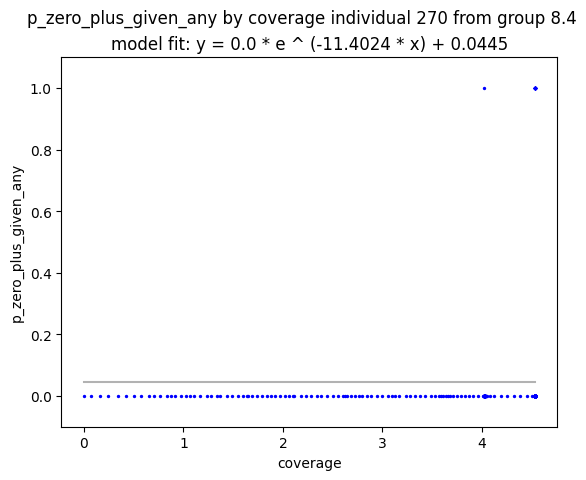 p_zero_plus_given_any by coverage individual 270 from group 8.4
model fit: y = 0.0 * e ^ (-11.4024 * x) + 0.0445
p_zero_plus_given_any
1.0
0.8
0.6
0.4
0.2
0.0
0 1 2 3 4
coverage